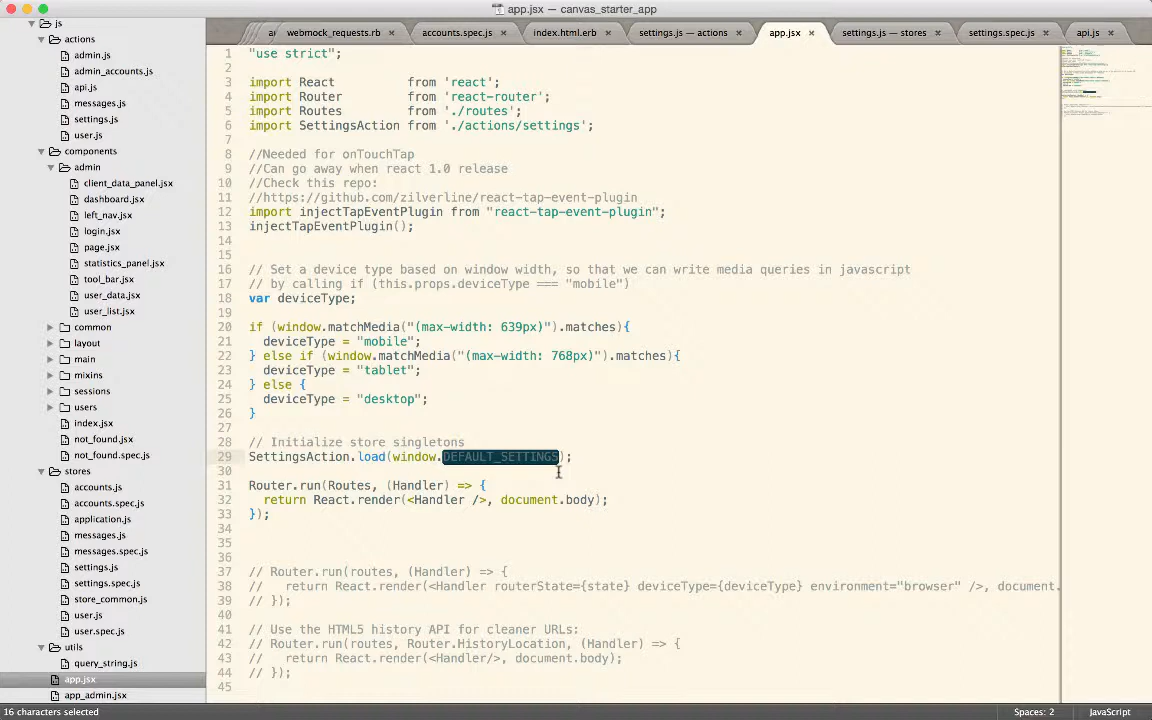 app.jsx — canvas_starter_app
webmock_requests.rb
accounts.spec.js
index.html.erb
settings.js — actions
app.jsx
settings.js — stores
settings.spec.js
api.js
js
actions
admin.js
admin_accounts.js
api.js
messages.js
settings.js
user.js
components
admin
client_data_panel.jsx
dashboard.jsx
left_nav.jsx
login.jsx
page.jsx
statistics_panel.jsx
tool_bar.jsx
user_data.jsx
user_list.jsx
common
layout
main
mixins
sessions
users
index.jsx
not_found.jsx
not_found.spec.js
stores
accounts.js
accounts.spec.js
application.js
messages.js
messages.spec.js
settings.js
settings.spec.js
store_common.js
user.js
user.spec.js
utils
query_string.js
app.jsx
app_admin.jsx
1 "use strict";
2
3 import React from 'react';
4 import Router from 'react-router';
5 import Routes from './routes';
6 import SettingsAction from './actions/settings';
7
8 //Needed for onTouchTap
9 //Can go away when react 1.0 release
10 //Check this repo:
11 //https://github.com/zilverline/react-tap-event-plugin
12 import injectTapEventPlugin from "react-tap-event-plugin";
13 injectTapEventPlugin();
14
15
16 // Set a device type based on window width, so that we can write media queries in javascript
17 // by calling if (this.props.deviceType === "mobile")
18 var deviceType;
19
20 if (window.matchMedia("(max-width: 639px)").matches){
21 deviceType = "mobile";
22 } else if (window.matchMedia("(max-width: 768px)").matches){
23 deviceType = "tablet";
24 } else {
25 deviceType = "desktop";
26 }
27
28 // Initialize store singletons
29 SettingsAction.load(window.DEFAULT_SETTINGS);
30
31 Router.run(Routes, (Handler) => {
32 return React.render(<Handler />, document.body);
33 });
34
35
36
37 // Router.run(routes, (Handler) => {
38 // return React.render(<Handler routerState={state} deviceType={deviceType} environment="browser" />, document.
39 // });
40
41 // Use the HTML5 history API for cleaner URLs:
42 // Router.run(routes, Router.HistoryLocation, (Handler) => {
43 // return React.render(<Handler/>, document.body);
44 // });
45
16 characters selected
Spaces: 2
JavaScript